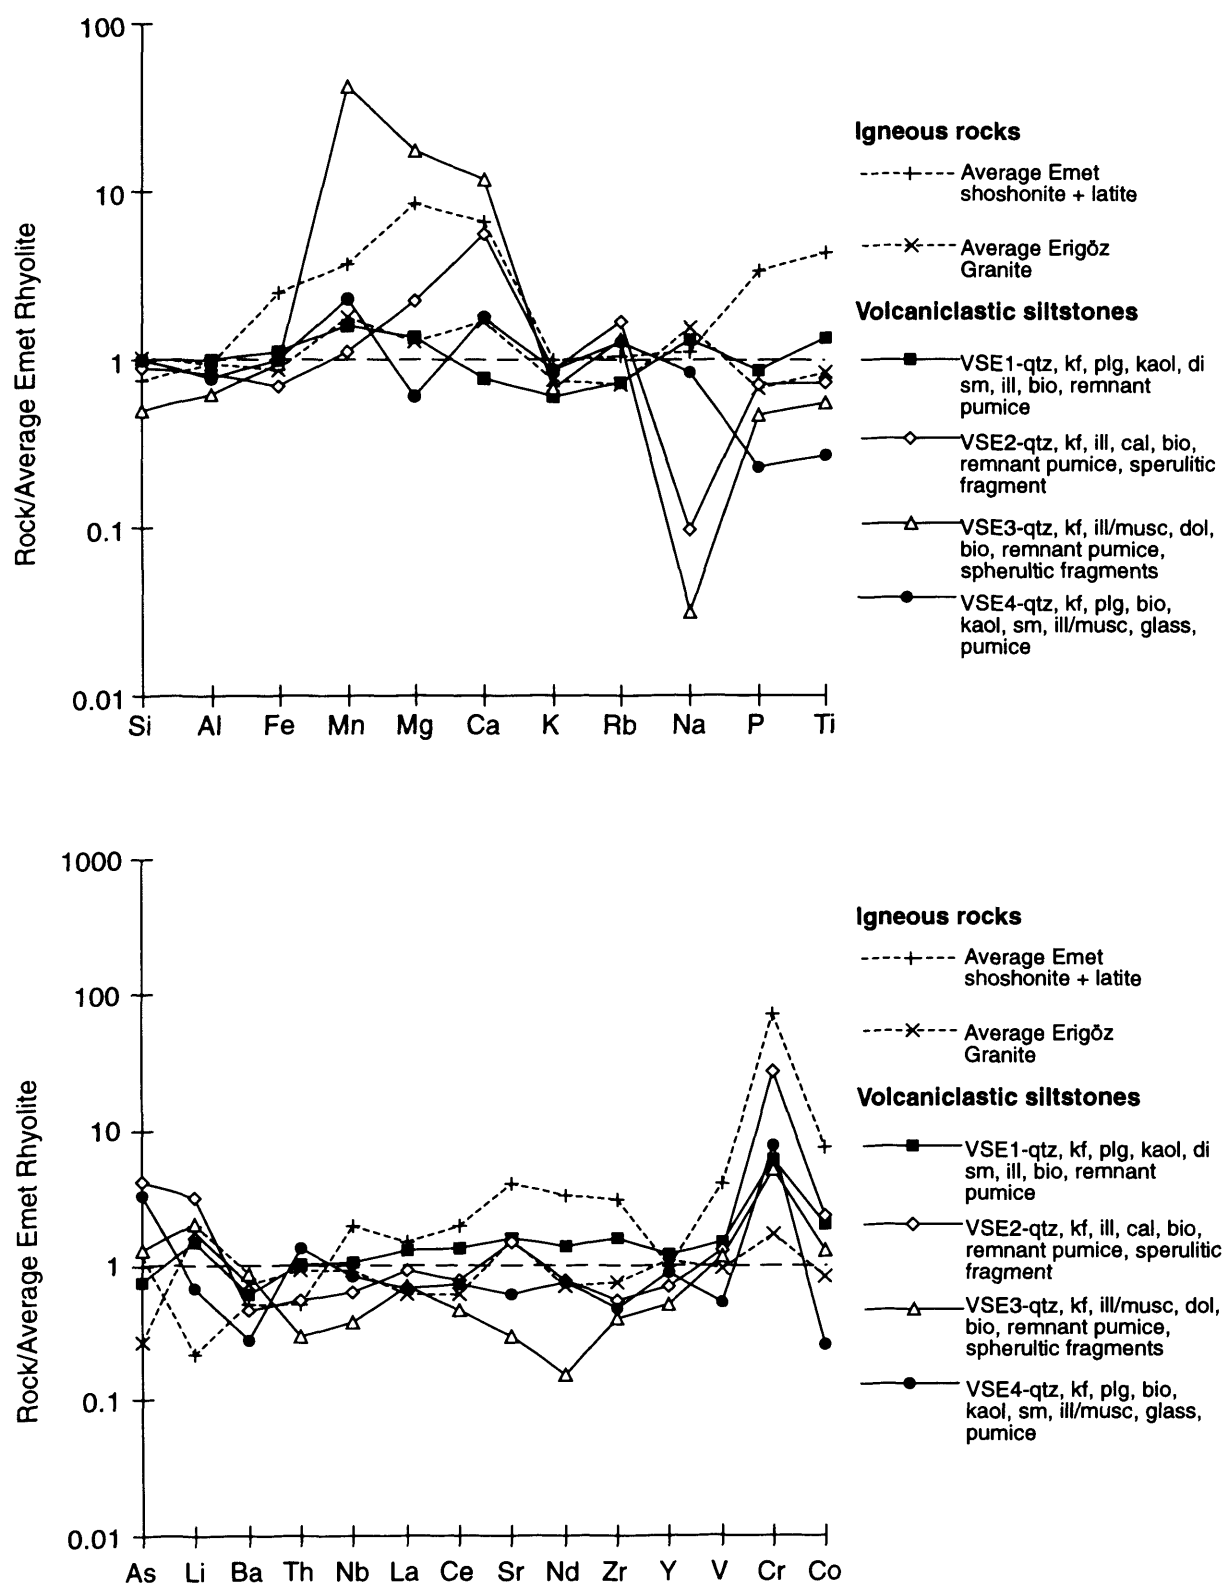 100
10
1
0.1
0.01
Rock/Average Emet Rhyolite
Si Al Fe Mn Mg Ca K Rb Na P Ti
Igneous rocks
Average Emet
shoshonite + latite
Average Erigöz
Granite
Volcaniclastic siltstones
VSE1-qtz, kf, plg, kaol, di
sm, ill, bio, remnant
pumice
VSE2-qtz, kf, ill, cal, bio,
remnant pumice, sperulitic
fragment
VSE3-qtz, kf, ill/musc, dol,
bio, remnant pumice,
spherultic fragments
VSE4-qtz, kf, plg, bio,
kaol, sm, ill/musc, glass,
pumice
1000
100
10
1
0.1
0.01
Rock/Average Emet Rhyolite
As Li Ba Th Nb La Ce Sr Nd Zr Y V Cr Co
Igneous rocks
Average Emet
shoshonite + latite
Average Erigöz
Granite
Volcaniclastic siltstones
VSE1-qtz, kf, plg, kaol, di
sm, ill, bio, remnant
pumice
VSE2-qtz, kf, ill, cal, bio,
remnant pumice, sperulitic
fragment
VSE3-qtz, kf, ill/musc, dol,
bio, remnant pumice,
spherultic fragments
VSE4-qtz, kf, plg, bio,
kaol, sm, ill/musc, glass,
pumice